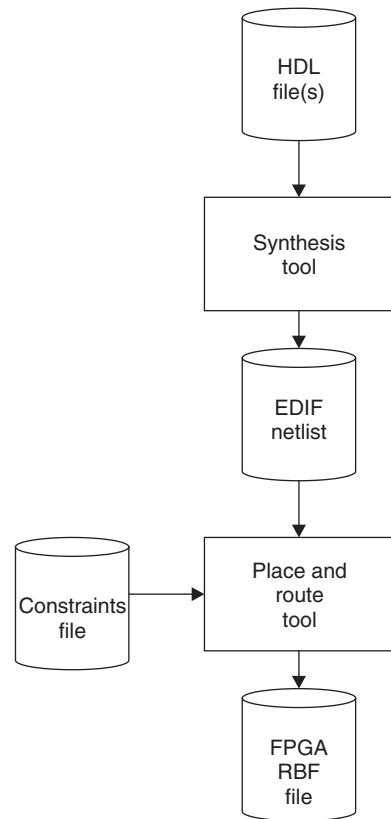 HDL
file(s)
Synthesis
tool
EDIF
netlist
Place and
route
tool
Constraints
file
FPGA
RBF
file